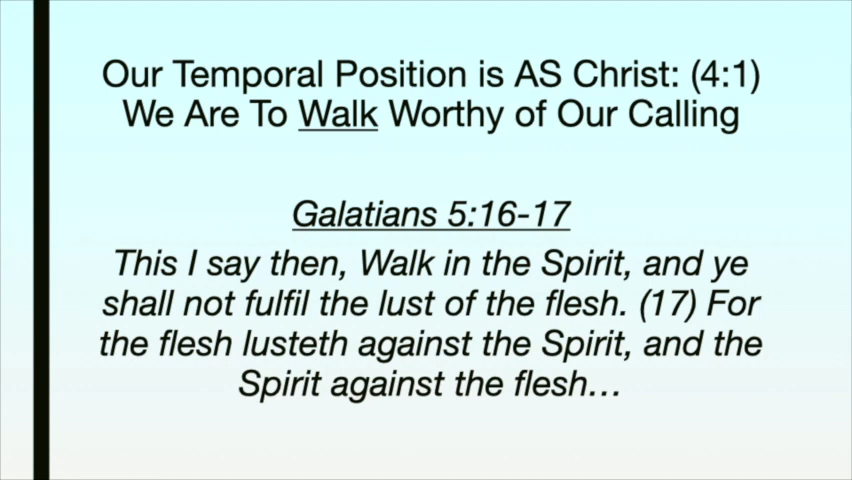 Our Temporal Position is AS Christ: (4:1)
We Are To Walk Worthy of Our Calling
Galatians 5:16-17
This I say then, Walk in the Spirit, and ye
shall not fulfil the lust of the flesh. (17) For
the flesh lusteth against the Spirit, and the
Spirit against the flesh…